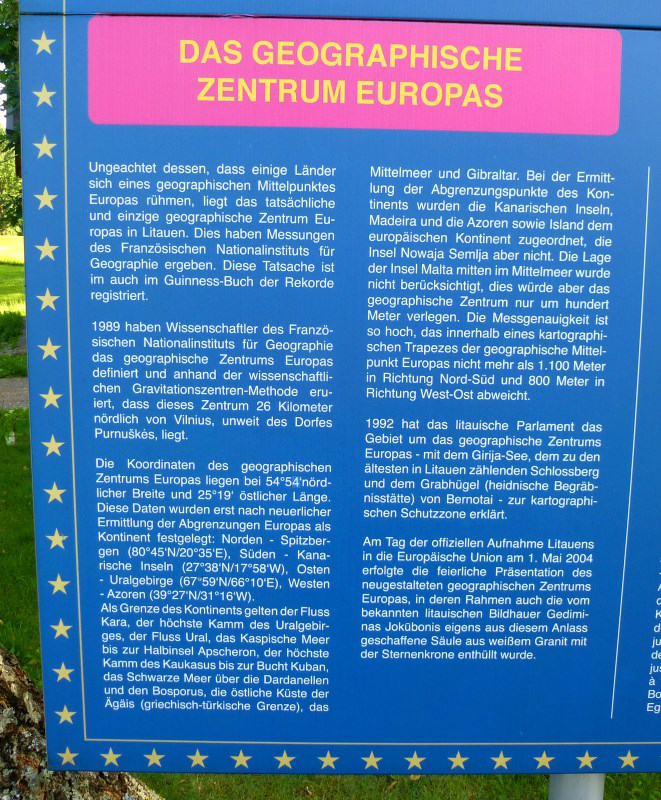 DAS GEOGRAPHISCHE
ZENTRUM EUROPAS
Ungeachtet dessen, dass einige Länder
sich eines geographischen Mittelpunktes
Europas rühmen, liegt das tatsächliche
und einzige geographische Zentrum Eu-
ropas in Litauen. Dies haben Messungen
des Französischen Nationalinstituts für
Geographie ergeben. Diese Tatsache ist
im auch im Guinness-Buch der Rekorde
registriert.
1989 haben Wissenschaftler des Franzö-
sischen Nationalinstituts für Geographie
das geographische Zentrums Europas
definiert und anhand der wissenschaftli-
chen Gravitationszentren-Methode eru-
iert, dass dieses Zentrum 26 Kilometer
nördlich von Vilnius, unweit des Dorfes
Purnuškės, liegt.
Die Koordinaten des geographischen
Zentrums Europas liegen bei 54°54'nörd-
licher Breite und 25°19' östlicher Länge.
Diese Daten wurden erst nach neuerlicher
Ermittlung der Abgrenzungen Europas als
Kontinent festgelegt: Norden - Spitzber-
gen (80°45'N/20°35'E), Süden - Kana-
rische Inseln (27°38'N/17°58'W), Osten
- Uralgebirge (67°59'N/66°10'E), Westen
- Azoren (39°27'N/31°16'W).
Als Grenze des Kontinents gelten der Fluss
Kara, der höchste Kamm des Uralgebir-
ges, der Fluss Ural, das Kaspische Meer
bis zur Halbinsel Apscheron, der höchste
Kamm des Kaukasus bis zur Bucht Kuban,
das Schwarze Meer über die Dardanellen
und den Bosporus, die östliche Küste der
Ägäis (griechisch-türkische Grenze), das
Mittelmeer und Gibraltar. Bei der Ermitt-
lung der Abgrenzungspunkte des Kon-
tinents wurden die Kanarischen Inseln,
Madeira und die Azoren sowie Island dem
europäischen Kontinent zugeordnet, die
Insel Nowaja Semlja aber nicht. Die Lage
der Insel Malta mitten im Mittelmeer wurde
nicht berücksichtigt, dies würde aber das
geographische Zentrum nur um hundert
Meter verlegen. Die Messgenauigkeit ist
so hoch, das innerhalb eines kartographi-
schen Trapezes der geographische Mittel-
punkt Europas nicht mehr als 1.100 Meter
in Richtung Nord-Süd und 800 Meter in
Richtung West-Ost abweicht.
1992 hat das litauische Parlament das
Gebiet um das geographische Zentrums
Europas - mit dem Girija-See, dem zu den
ältesten in Litauen zählenden Schlossberg
und dem Grabhügel (heidnische Begräb-
nisstätte) von Bernotai - zur kartographi-
schen Schutzzone erklärt.
Am Tag der offiziellen Aufnahme Litauens
in die Europäische Union am 1. Mai 2004
erfolgte die feierliche Präsentation des
neugestalteten geographischen Zentrums
Europas, in deren Rahmen auch die vom
bekannten litauischen Bildhauer Gedimi-
nas Jokūbonis eigens aus diesem Anlass
geschaffene Säule aus weißem Granit mit
der Sternenkrone enthüllt wurde.